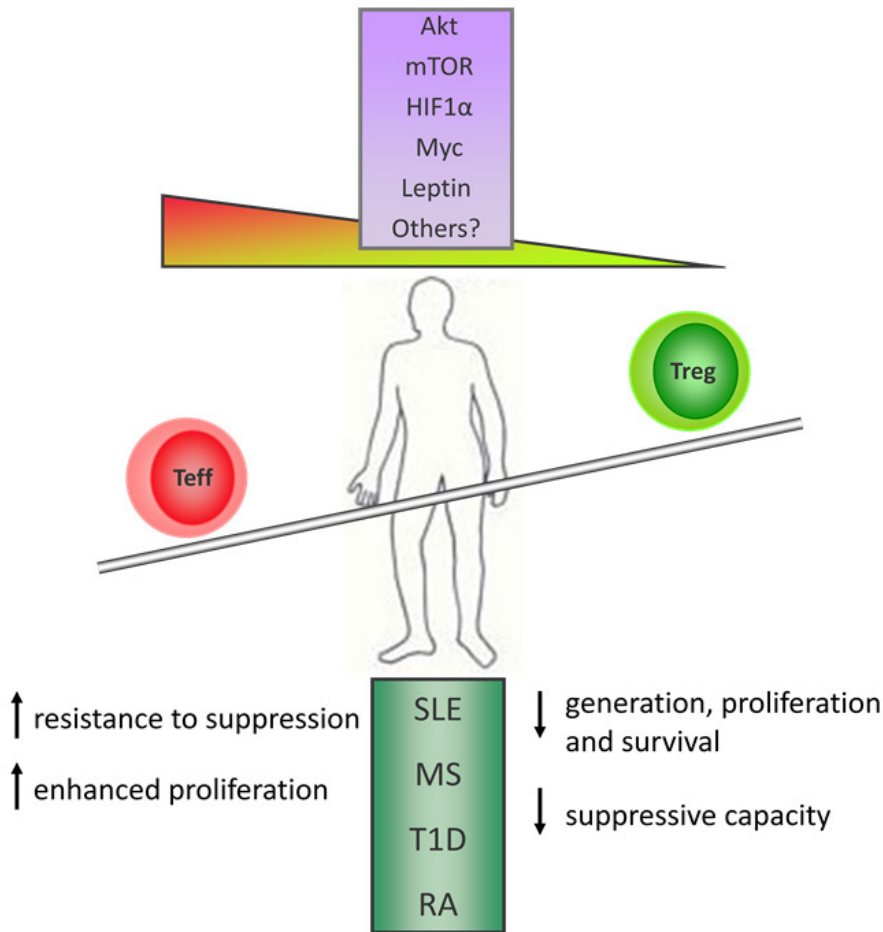 Akt
mTOR
HIF1α
Myc
Leptin
Others?
Treg
Teff
resistance to suppression
enhanced proliferation
SLE
MS
T1D
RA
generation, proliferation
and survival
suppressive capacity